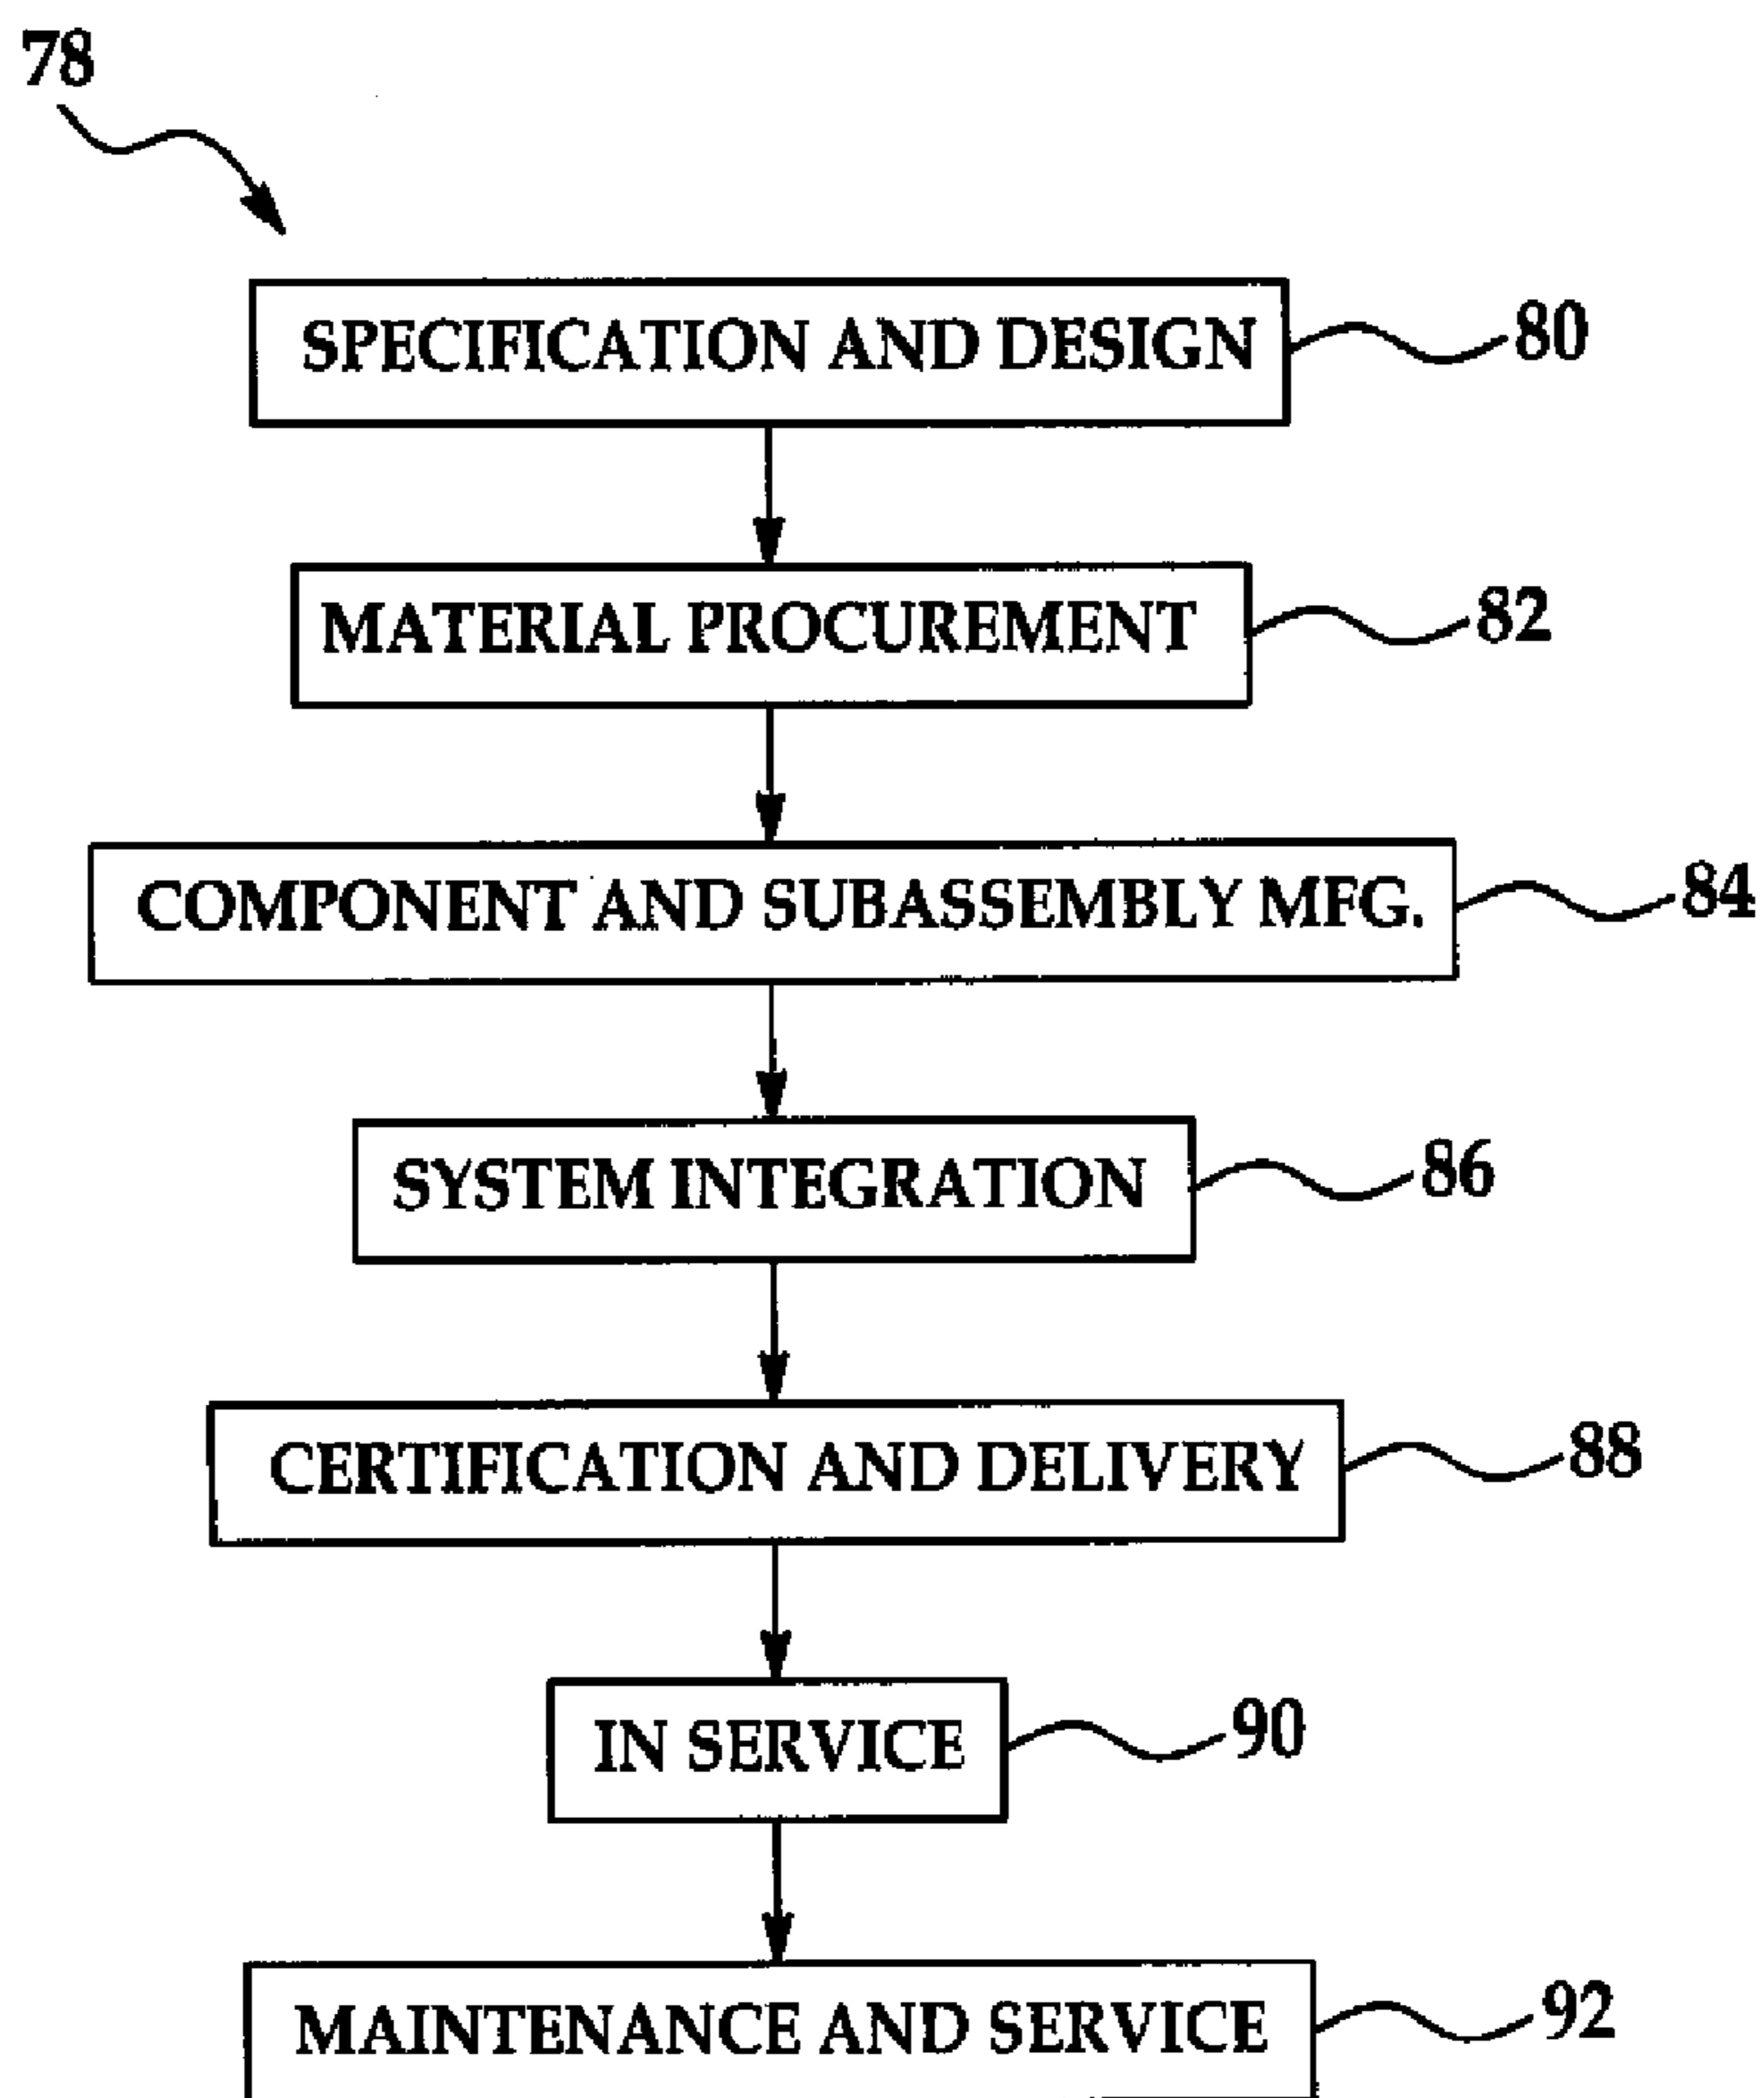 78
SPECIFICATION AND DESIGN 80
MATERIAL PROCUREMENT 82
COMPONENT AND SUBASSEMBLY MFG. 84
SYSTEM INTEGRATION 86
CERTIFICATION AND DELIVERY 88
IN SERVICE 90
MAINTENANCE AND SERVICE 92